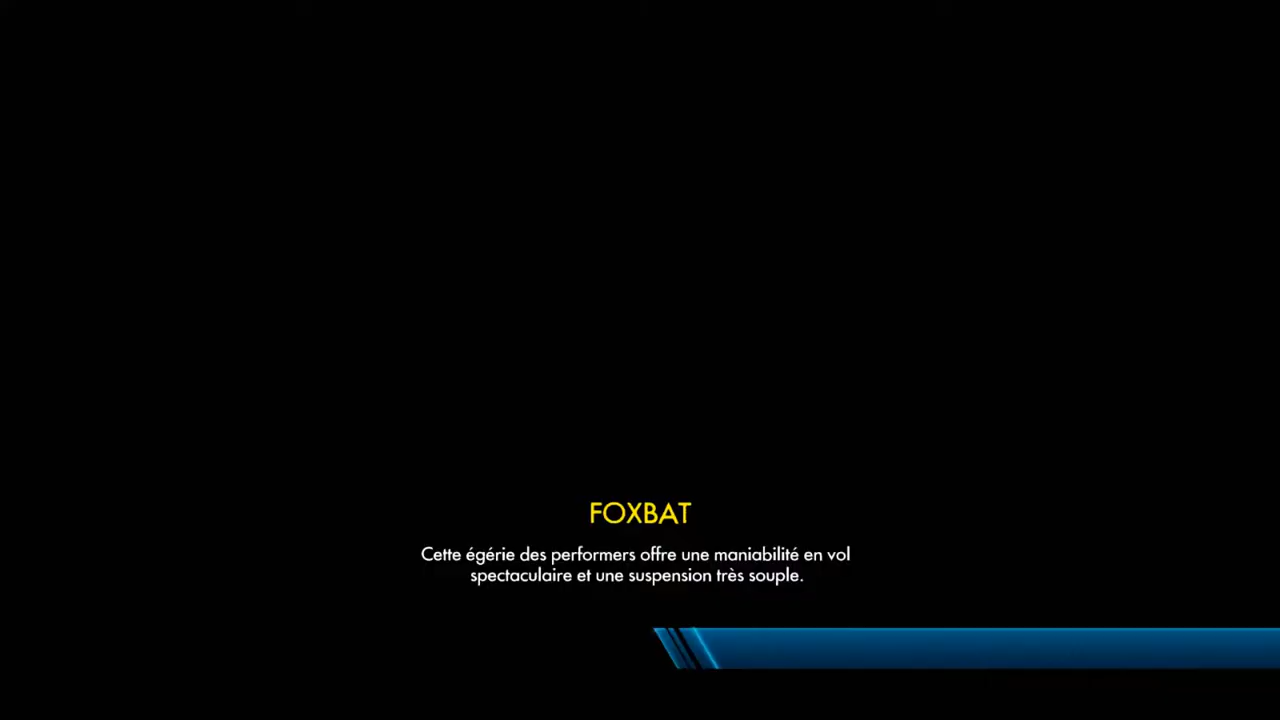 FOXBAT
Cette égérie des performers offre une maniabilité en vol
spectaculaire et une suspension très souple.